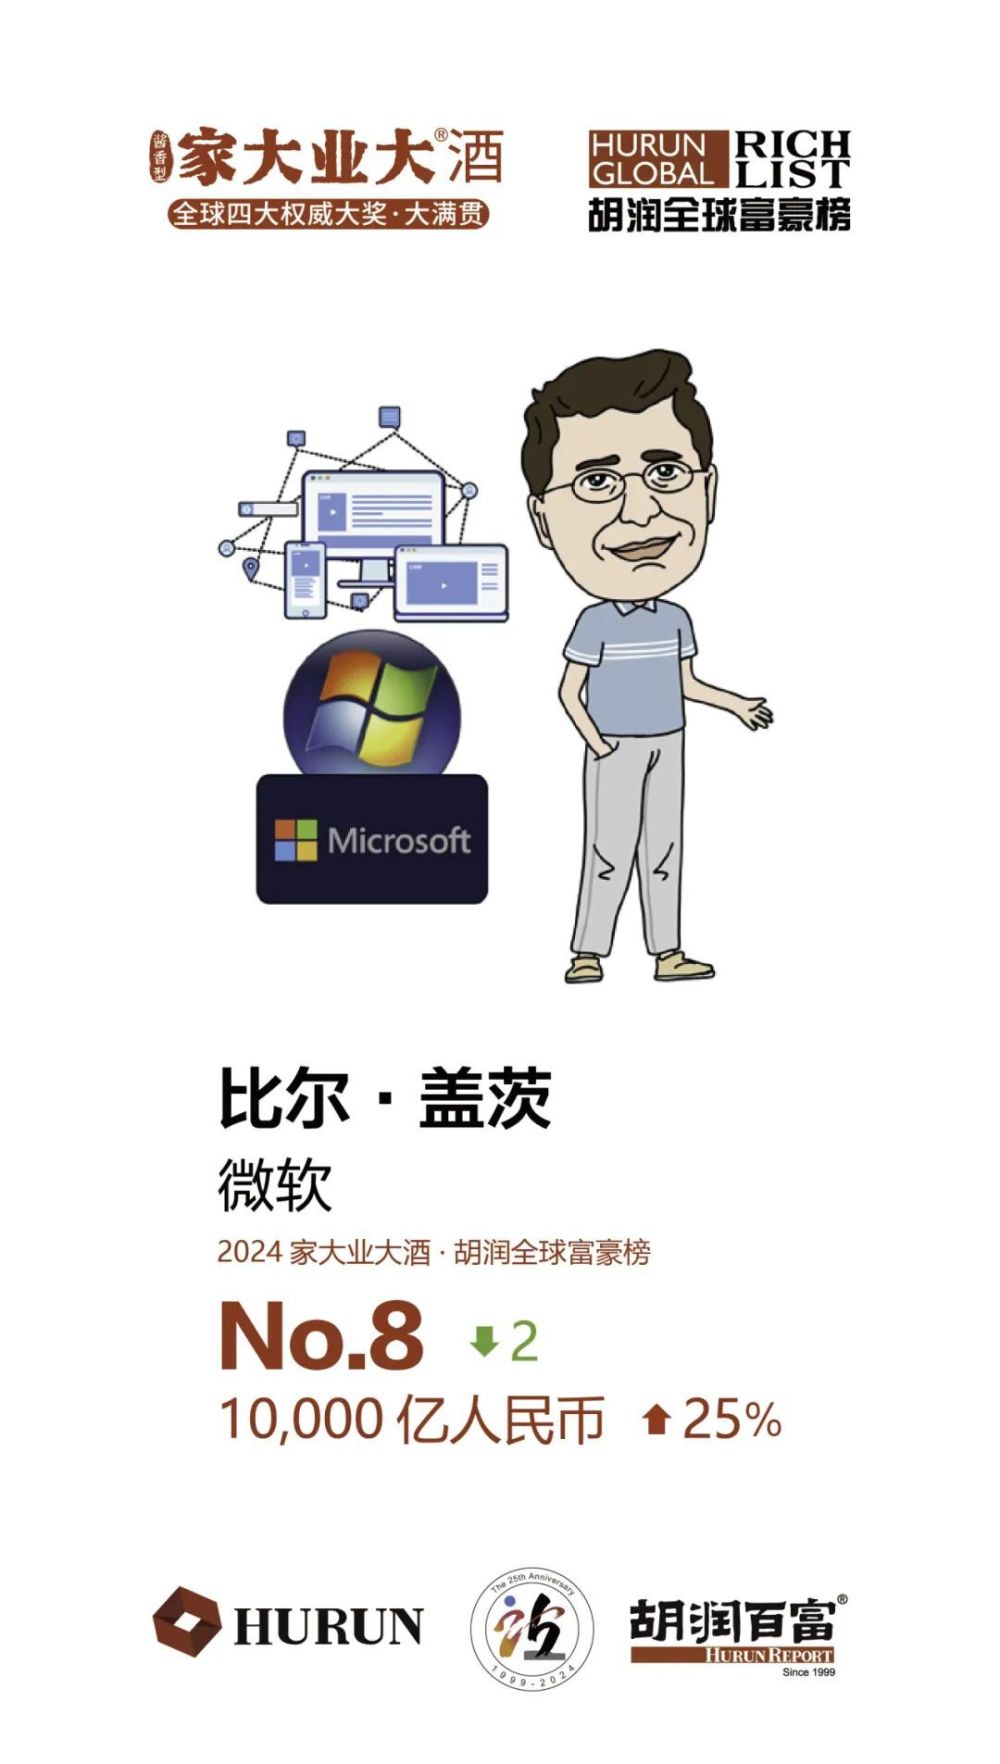 酱香型
家大业大®酒
全球四大权威大奖·大满贯
HURUN GLOBAL RICH LIST
胡润全球富豪榜
LIVE
LIVE
Microsoft
比尔·盖茨
微软
2024 家大业大酒·胡润全球富豪榜
No.8 2
10,000 亿人民币 25%
HURUN
The 25th Anniversary
1999-2024
胡润百富®
HURUN REPORT
Since 1999